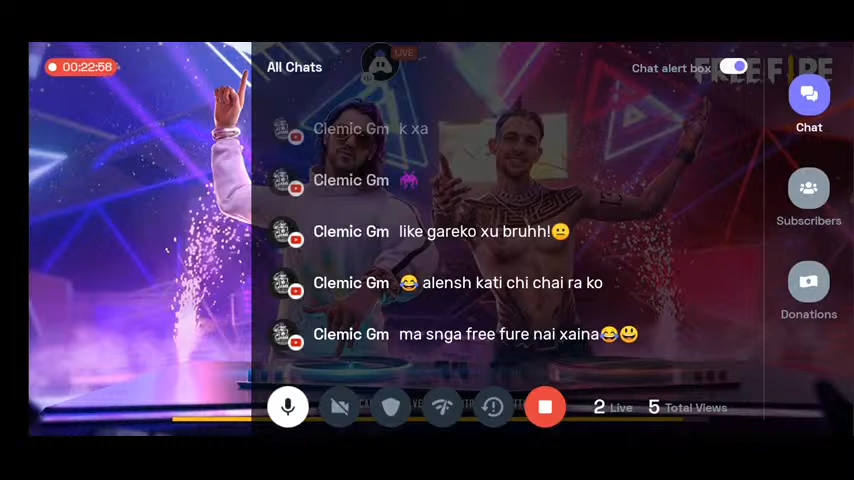 00:22:58
All Chats
LIVE
Chat alert box
FREE FIRE
Clemic Gm k xa
Clemic Gm 👾
Clemic Gm like gareko xu bruhh!😐
Clemic Gm 😂 alensh kati chi chai ra ko
Clemic Gm ma snga free fure nai xaina😂😃
Chat
Subscribers
Donations
2 Live 5 Total Views